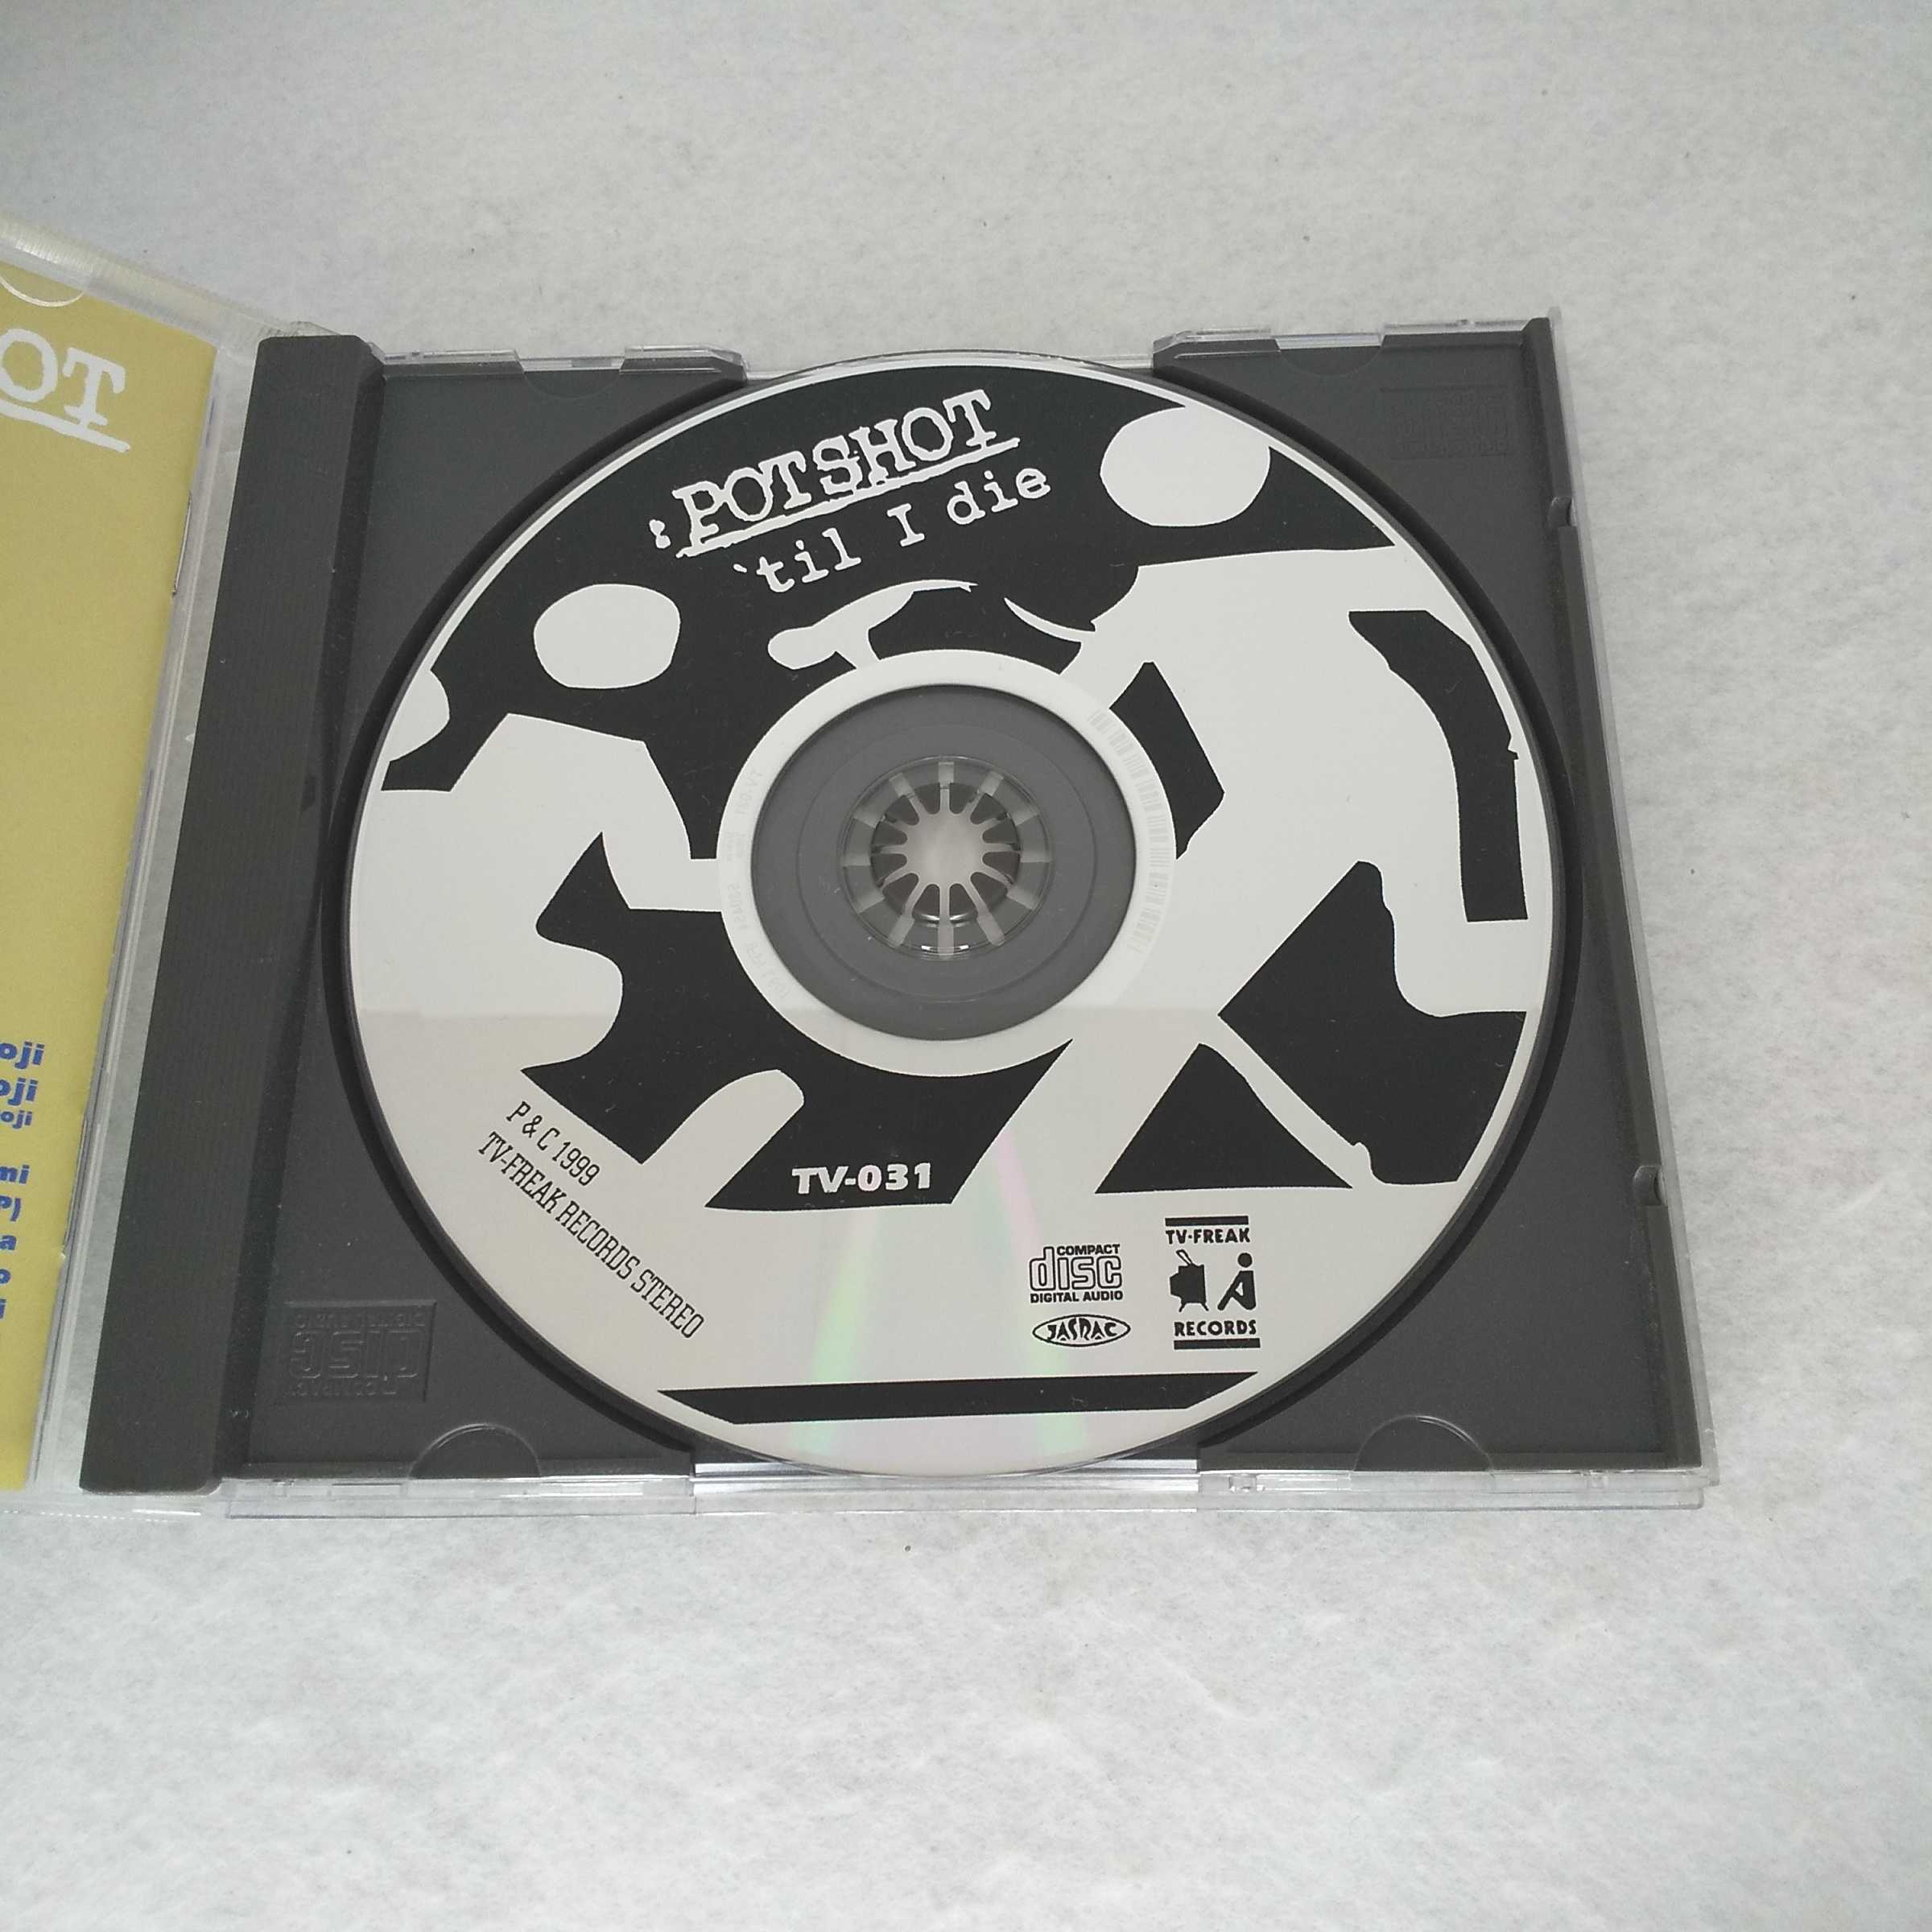 OT
oji
oji
oji
mi
P)
a
o
i
:POTSHOT
`til I die
P & C 1999
TV-FREAK RECORDS STEREO
TV-031
COMPACT
disc
DIGITAL AUDIO
JASRAC
TV-FREAK
RECORDS